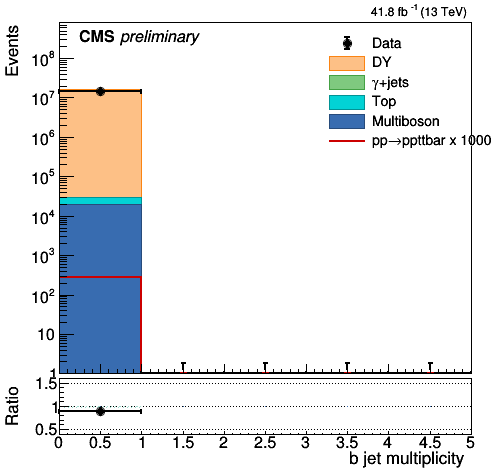 41.8 fb⁻¹ (13 TeV)
CMS preliminary
Events
Data
DY
γ+jets
Top
Multiboson
pp→ppttbar x 1000
10⁸
10⁷
10⁶
10⁵
10⁴
10³
10²
10
1
Ratio
1.5
1
0.5
0 0.5 1 1.5 2 2.5 3 3.5 4 4.5 5
b jet multiplicity